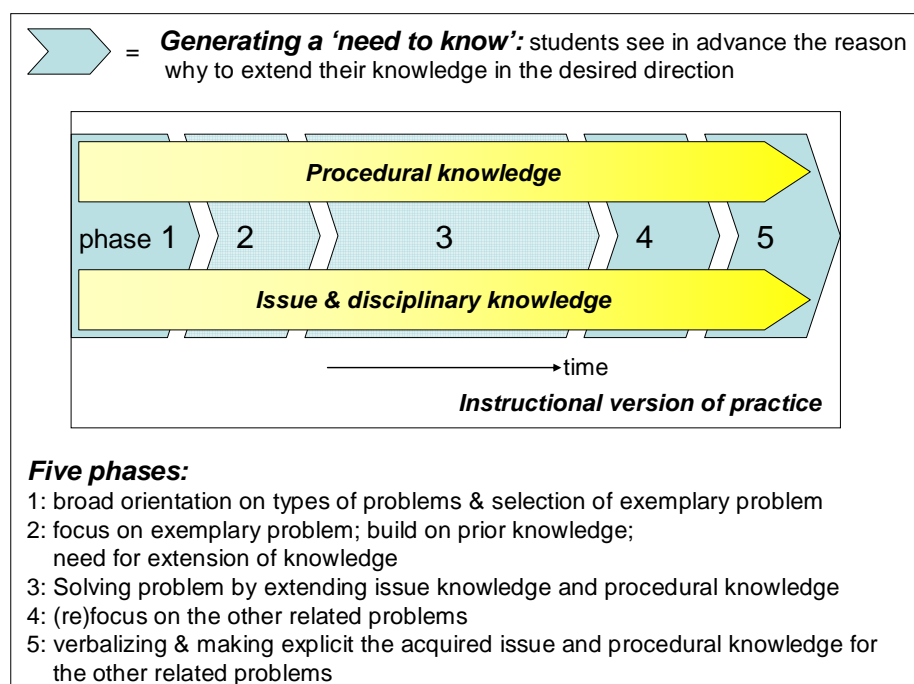 = Generating a ‘need to know’: students see in advance the reason
why to extend their knowledge in the desired direction
Procedural knowledge
phase 1 2 3 4 5
Issue & disciplinary knowledge
time
Instructional version of practice
Five phases:
1: broad orientation on types of problems & selection of exemplary problem
2: focus on exemplary problem; build on prior knowledge;
need for extension of knowledge
3: Solving problem by extending issue knowledge and procedural knowledge
4: (re)focus on the other related problems
5: verbalizing & making explicit the acquired issue and procedural knowledge for
the other related problems